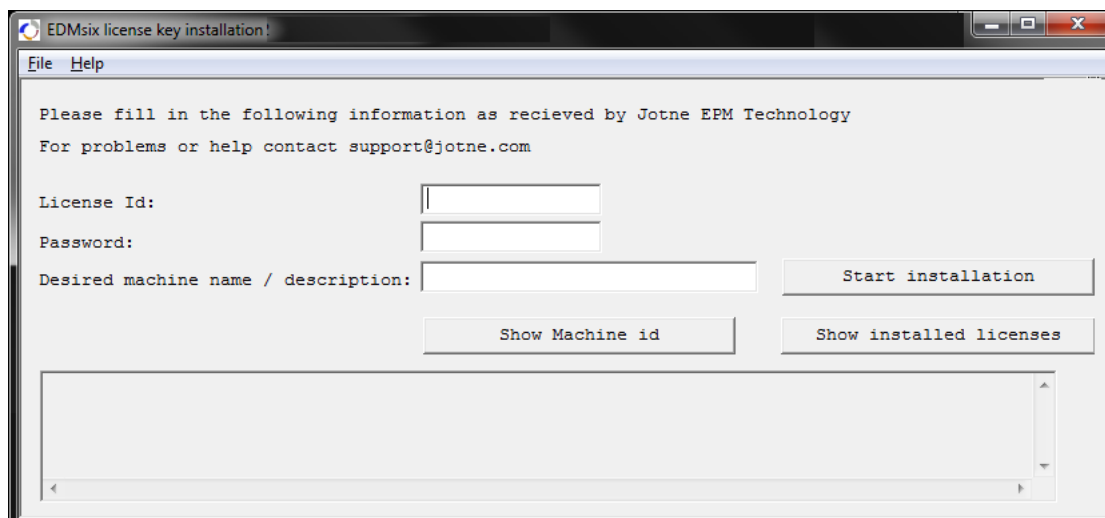 EDMsix license key installation!
File Help
Please fill in the following information as recieved by Jotne EPM Technology
For problems or help contact support@jotne.com
License Id:
Password:
Desired machine name / description:
Start installation
Show Machine id
Show installed licenses